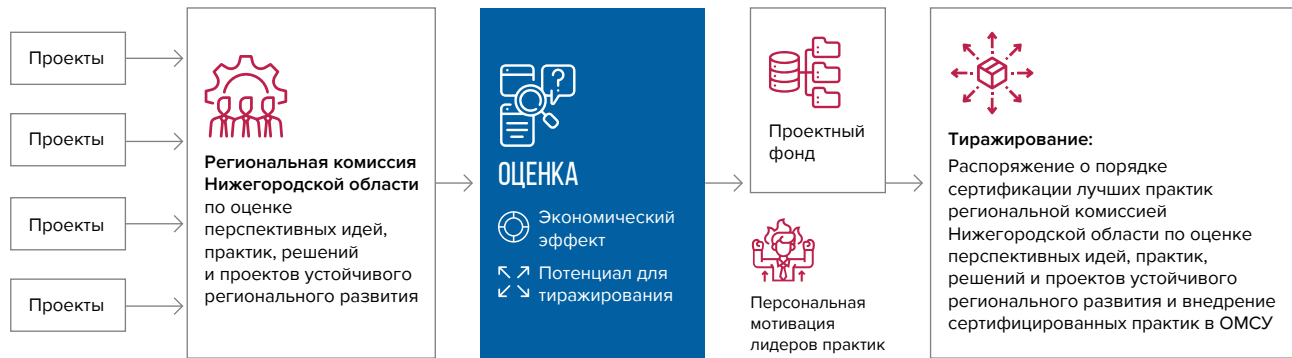 Проекты
Проекты
Проекты
Проекты
Региональная комиссия
Нижегородской области
по оценке
перспективных идей,
практик, решений
и проектов устойчивого
регионального развития
?
ОЦЕНКА
Экономический
эффект
Потенциал для
тиражирования
Проектный
фонд
Персональная
мотивация
лидеров практик
Тиражирование:
Распоряжение о порядке
сертификации лучших практик
региональной комиссией
Нижегородской области по оценке
перспективных идей, практик,
решений и проектов устойчивого
регионального развития и внедрение
сертифицированных практик в ОМСУ